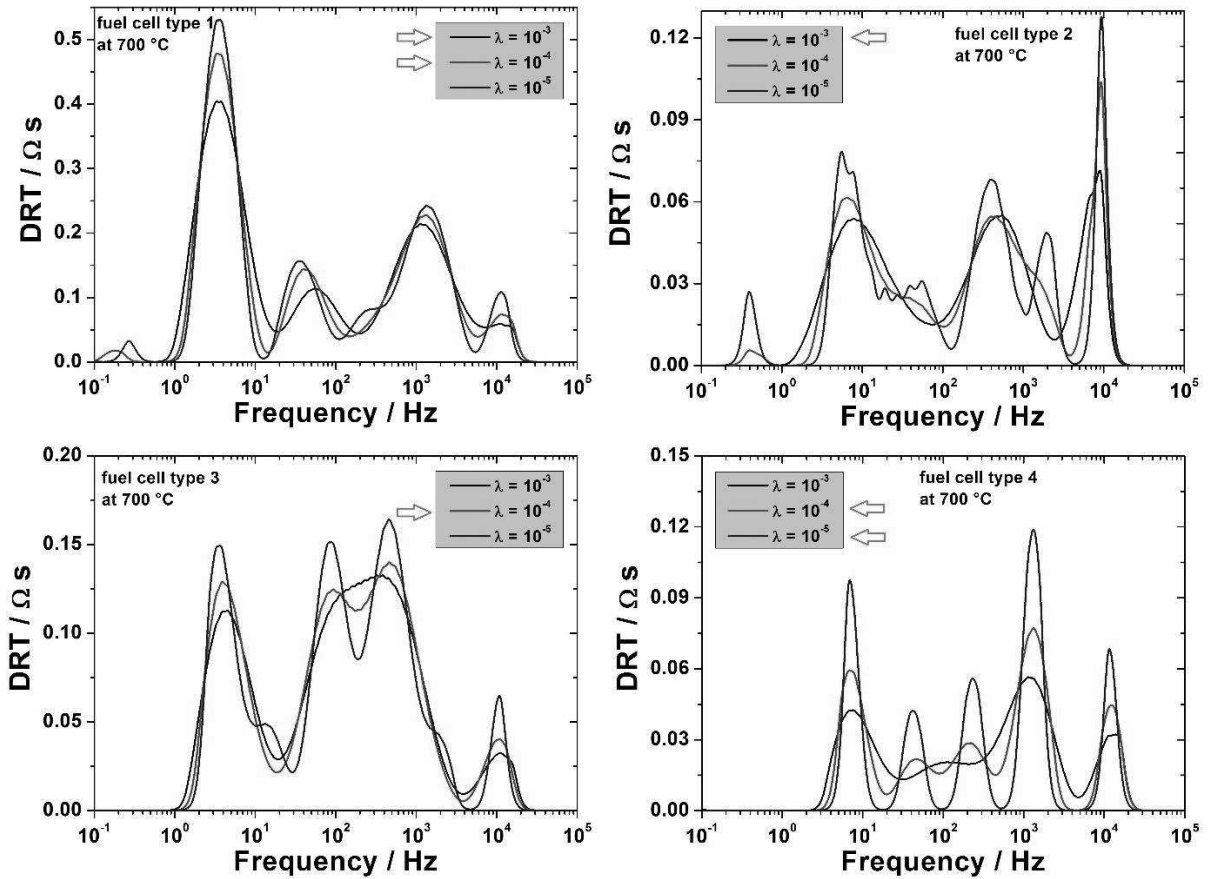 fuel cell type 1
at 700 °C
λ = 10⁻³
λ = 10⁻⁴
λ = 10⁻⁵
DRT / Ω s
0.5
0.4
0.3
0.2
0.1
0.0
10⁻¹ 10⁰ 10¹ 10² 10³ 10⁴ 10⁵
Frequency / Hz
fuel cell type 2
at 700 °C
λ = 10⁻³
λ = 10⁻⁴
λ = 10⁻⁵
DRT / Ω s
0.12
0.09
0.06
0.03
0.00
10⁻¹ 10⁰ 10¹ 10² 10³ 10⁴ 10⁵
Frequency / Hz
fuel cell type 3
at 700 °C
λ = 10⁻³
λ = 10⁻⁴
λ = 10⁻⁵
DRT / Ω s
0.20
0.15
0.10
0.05
0.00
10⁻¹ 10⁰ 10¹ 10² 10³ 10⁴ 10⁵
Frequency / Hz
fuel cell type 4
at 700 °C
λ = 10⁻³
λ = 10⁻⁴
λ = 10⁻⁵
DRT / Ω s
0.15
0.12
0.09
0.06
0.03
0.00
10⁻¹ 10⁰ 10¹ 10² 10³ 10⁴ 10⁵
Frequency / Hz